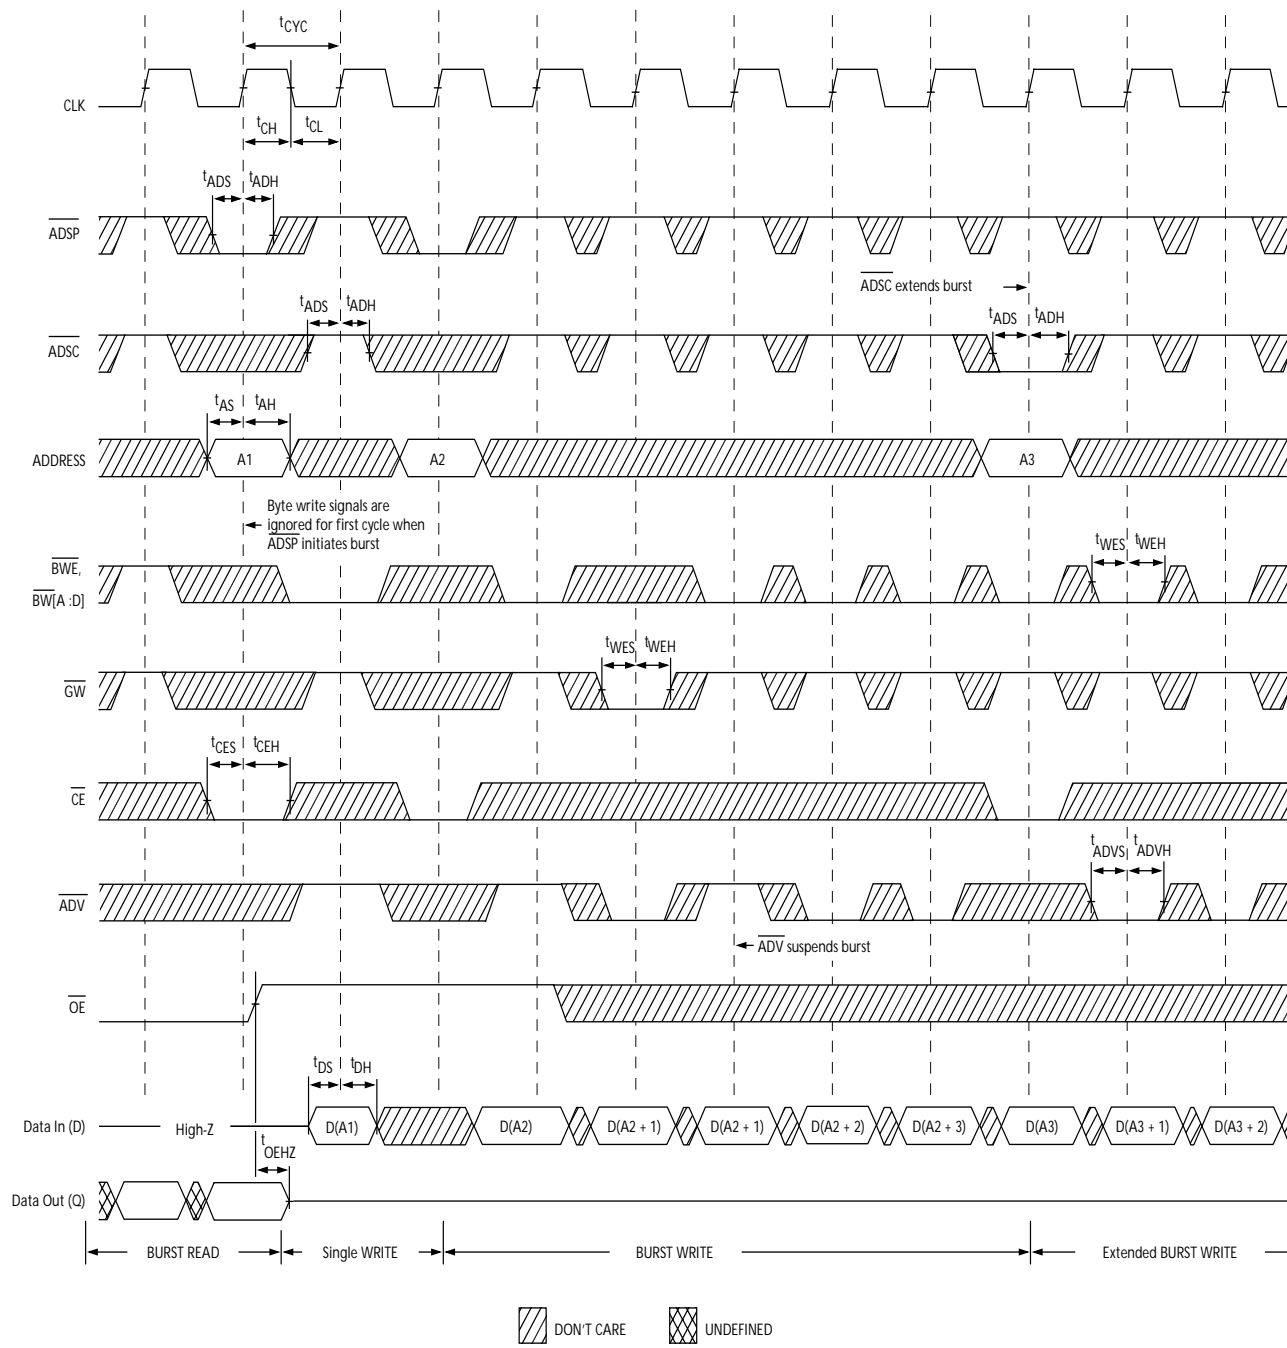 tCYC
CLK
tCH
tCL
tADS
tADH
ADSP
ADSC extends burst
tADS
tADH
tADS
tADH
ADSC
tAS
tAH
ADDRESS
A1
A2
A3
Byte write signals are
ignored for first cycle when
ADSP initiates burst
BWE,
BW[A :D]
tWES
tWEH
tWES
tWEH
GW
tCES
tCEH
CE
tADVS
tADVH
ADV
ADV suspends burst
OE
tDS
tDH
Data In (D)
High-Z
D(A1)
D(A2)
D(A2 + 1)
D(A2 + 1)
D(A2 + 2)
D(A2 + 3)
D(A3)
D(A3 + 1)
D(A3 + 2)
tOEHZ
Data Out (Q)
BURST READ
Single WRITE
BURST WRITE
Extended BURST WRITE
DON'T CARE
UNDEFINED